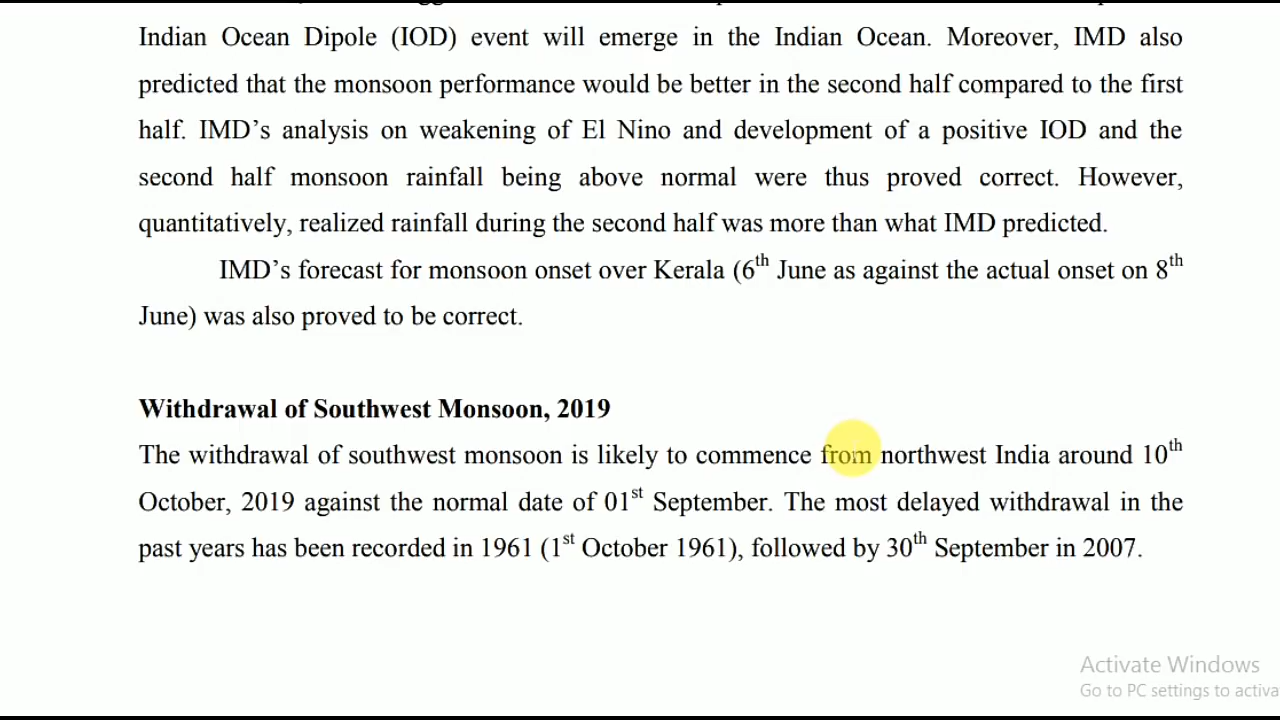 Indian Ocean Dipole (IOD) event will emerge in the Indian Ocean. Moreover, IMD also
predicted that the monsoon performance would be better in the second half compared to the first
half. IMD’s analysis on weakening of El Nino and development of a positive IOD and the
second half monsoon rainfall being above normal were thus proved correct. However,
quantitatively, realized rainfall during the second half was more than what IMD predicted.
IMD’s forecast for monsoon onset over Kerala (6th June as against the actual onset on 8th
June) was also proved to be correct.
Withdrawal of Southwest Monsoon, 2019
The withdrawal of southwest monsoon is likely to commence from northwest India around 10th
October, 2019 against the normal date of 01st September. The most delayed withdrawal in the
past years has been recorded in 1961 (1st October 1961), followed by 30th September in 2007.
Activate Windows
Go to PC settings to activa